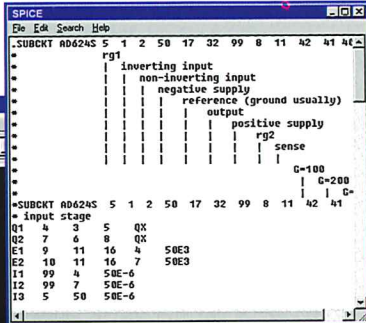 SPICE
File Edit Search Help
.SUBCKT AD624S 5 1 2 50 17 32 99 8 11 42 41
* rg1
* | inverting input
* | | non-inverting input
* | | | negative supply
* | | | | reference (ground usually)
* | | | | | output
* | | | | | | positive supply
* | | | | | | | rg2
* | | | | | | | | sense
* | | | | | | | | |
* G=100
* | G=200
* | | G=
*SUBCKT AD624S 5 1 2 50 17 32 99 8 11 42 41
* input stage
Q1 4 3 5 QX
Q2 7 6 8 QX
E1 9 11 16 4 50E3
E2 10 11 16 7 50E3
I1 99 4 50E-6
I2 99 7 50E-6
I3 5 50 50E-6